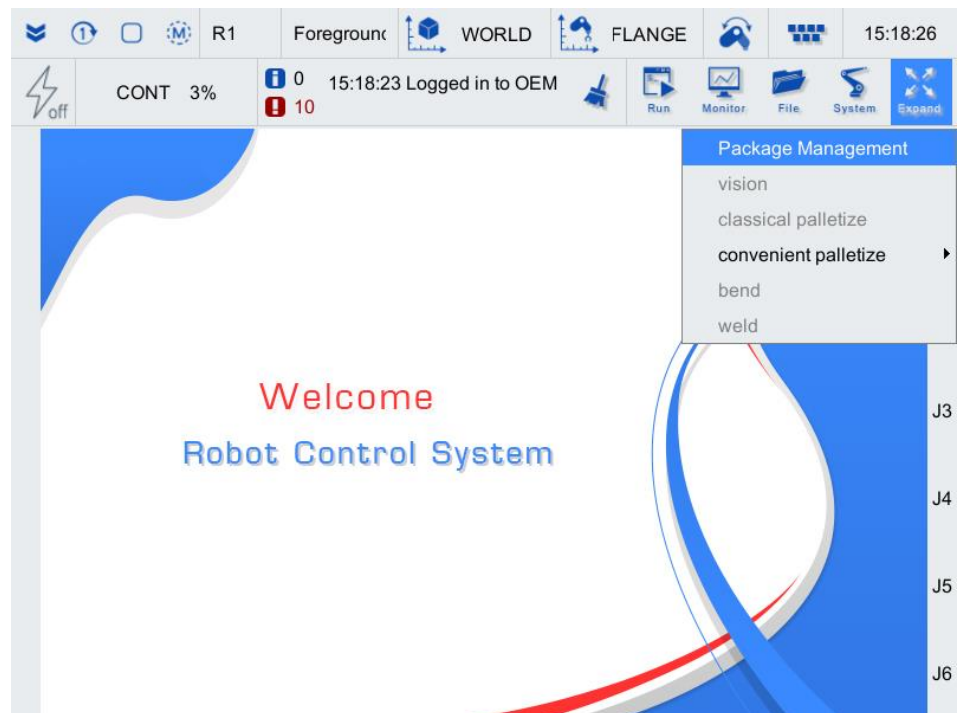 1 M R1 Foregroun WORLD FLANGE 15:18:26
off CONT 3% 0 15:18:23 Logged in to OEM Run Monitor File System Expand
10
Package Management
vision
classical palletize
convenient palletize
bend
weld
Welcome
Robot Control System
J3
J4
J5
J6